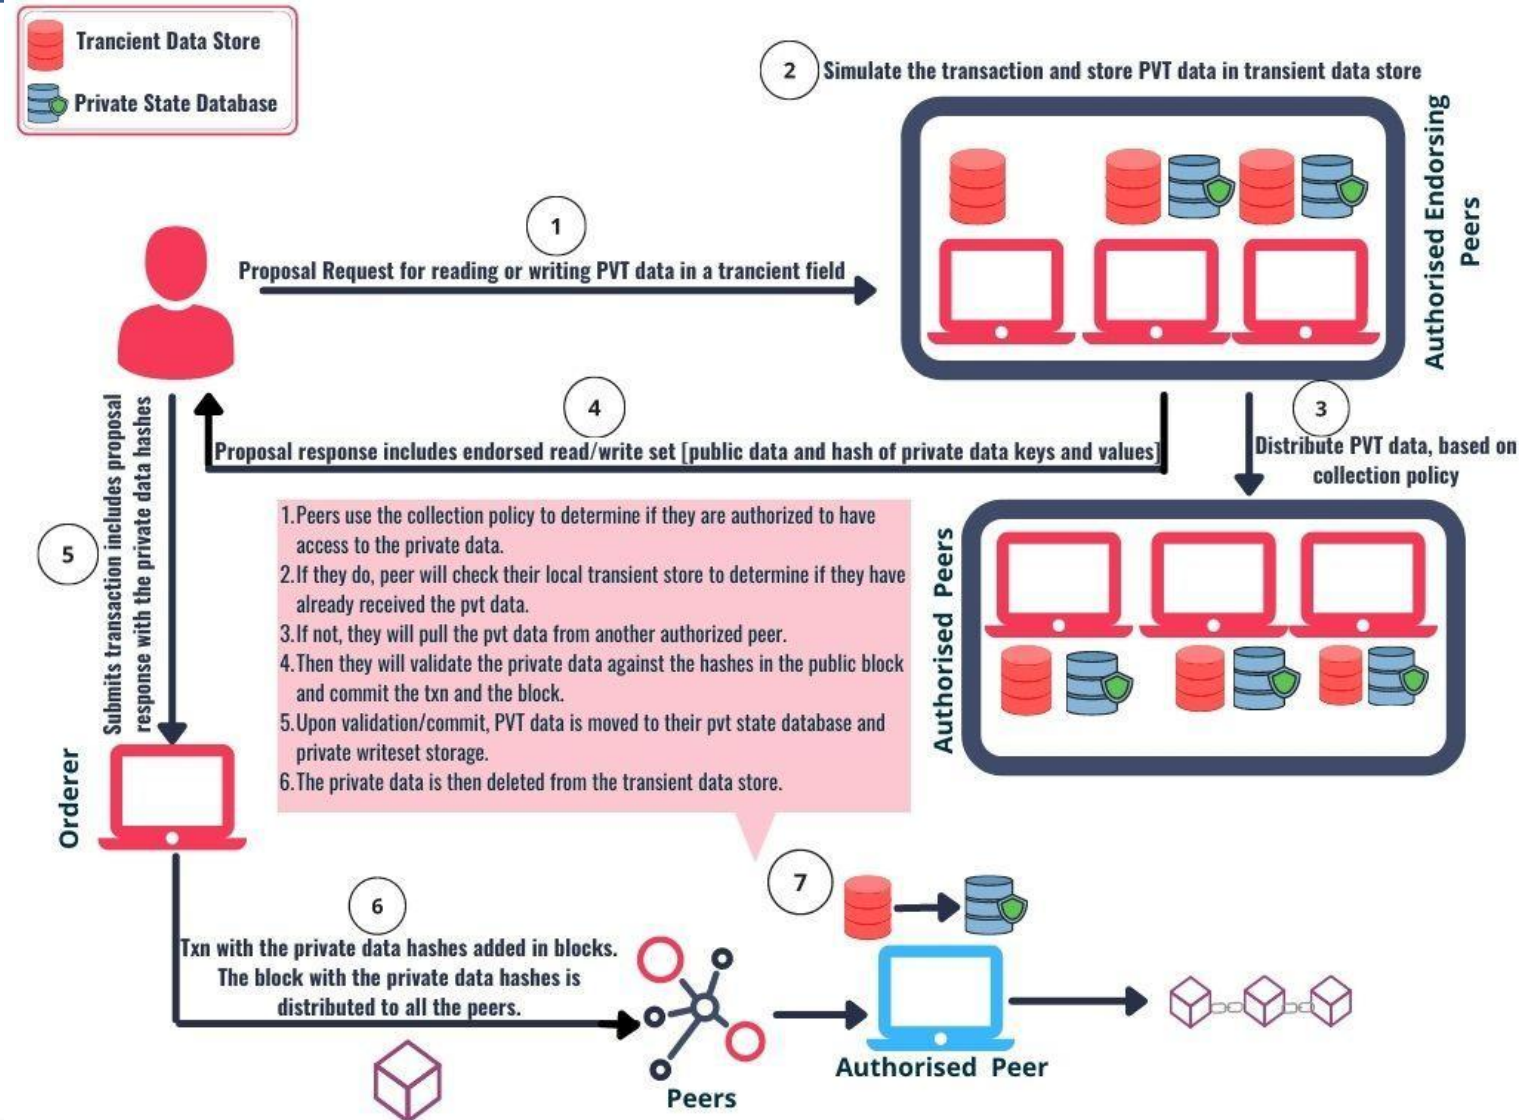 Trancient Data Store
Private State Database
2
Simulate the transaction and store PVT data in transient data store
Authorised Endorsing
Peers
1
Proposal Request for reading or writing PVT data in a trancient field
4
Proposal response includes endorsed read/write set [public data and hash of private data keys and values]
3
Distribute PVT data, based on
collection policy
5
Submits transaction includes proposal
response with the private data hashes
1.Peers use the collection policy to determine if they are authorized to have
access to the private data.
2.If they do, peer will check their local transient store to determine if they have
already received the pvt data.
3.If not, they will pull the pvt data from another authorized peer.
4.Then they will validate the private data against the hashes in the public block
and commit the txn and the block.
5.Upon validation/commit, PVT data is moved to their pvt state database and
private writeset storage.
6.The private data is then deleted from the transient data store.
Authorised Peers
Orderer
6
Txn with the private data hashes added in blocks.
The block with the private data hashes is
distributed to all the peers.
7
Peers
Authorised Peer